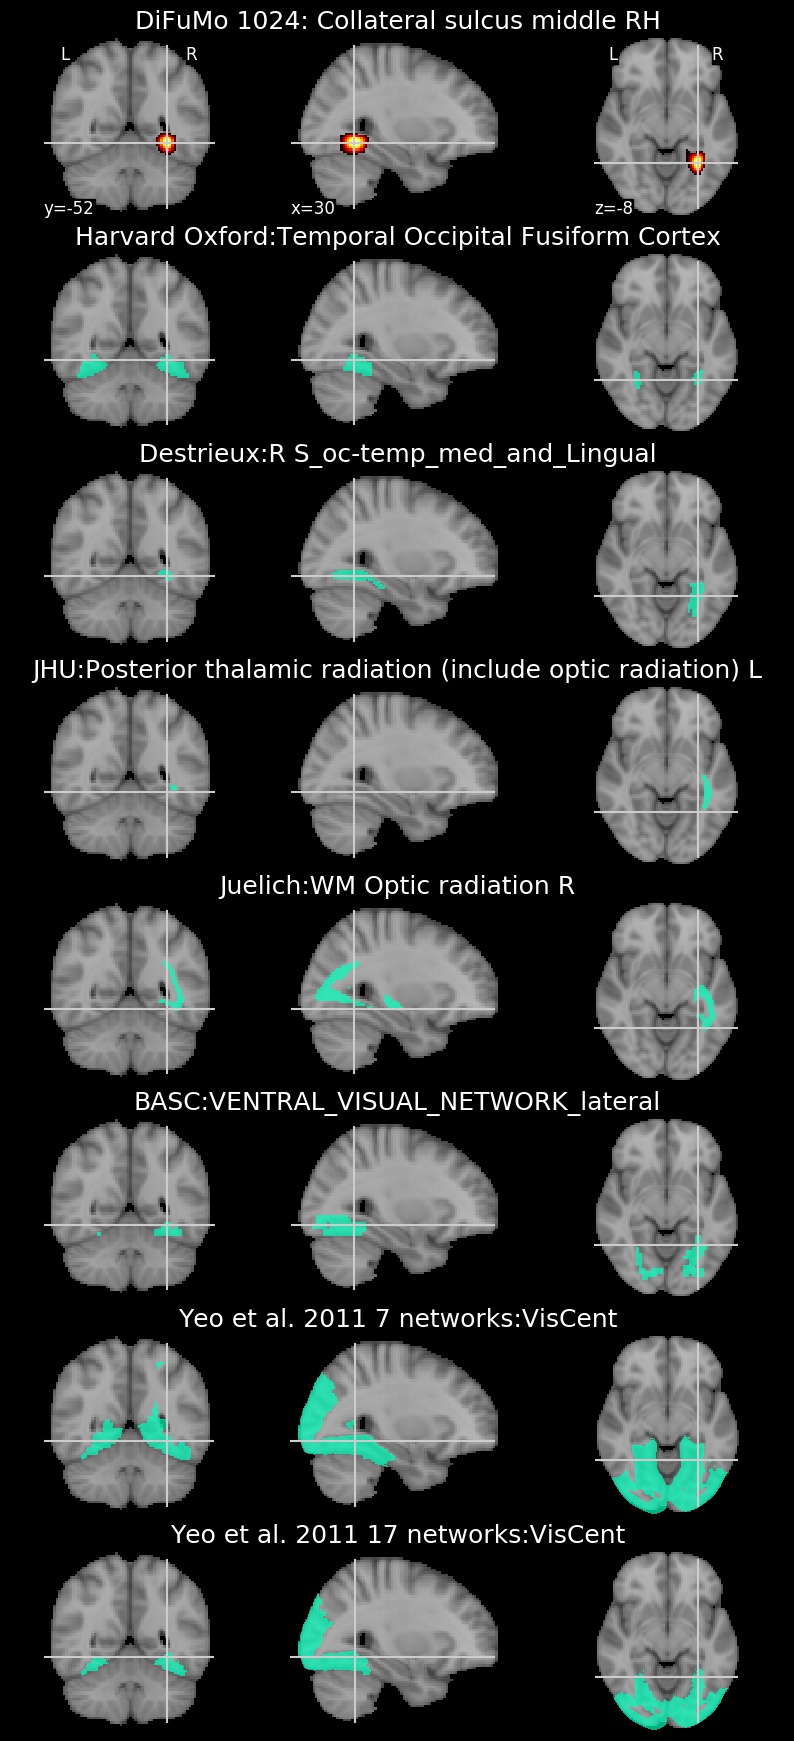 DiFuMo 1024: Collateral sulcus middle RH
L R L R
y=-52 x=30 z=-8
Harvard Oxford:Temporal Occipital Fusiform Cortex
Destrieux:R S_oc-temp_med_and_Lingual
JHU:Posterior thalamic radiation (include optic radiation) L
Juelich:WM Optic radiation R
BASC:VENTRAL_VISUAL_NETWORK_lateral
Yeo et al. 2011 7 networks:VisCent
Yeo et al. 2011 17 networks:VisCent